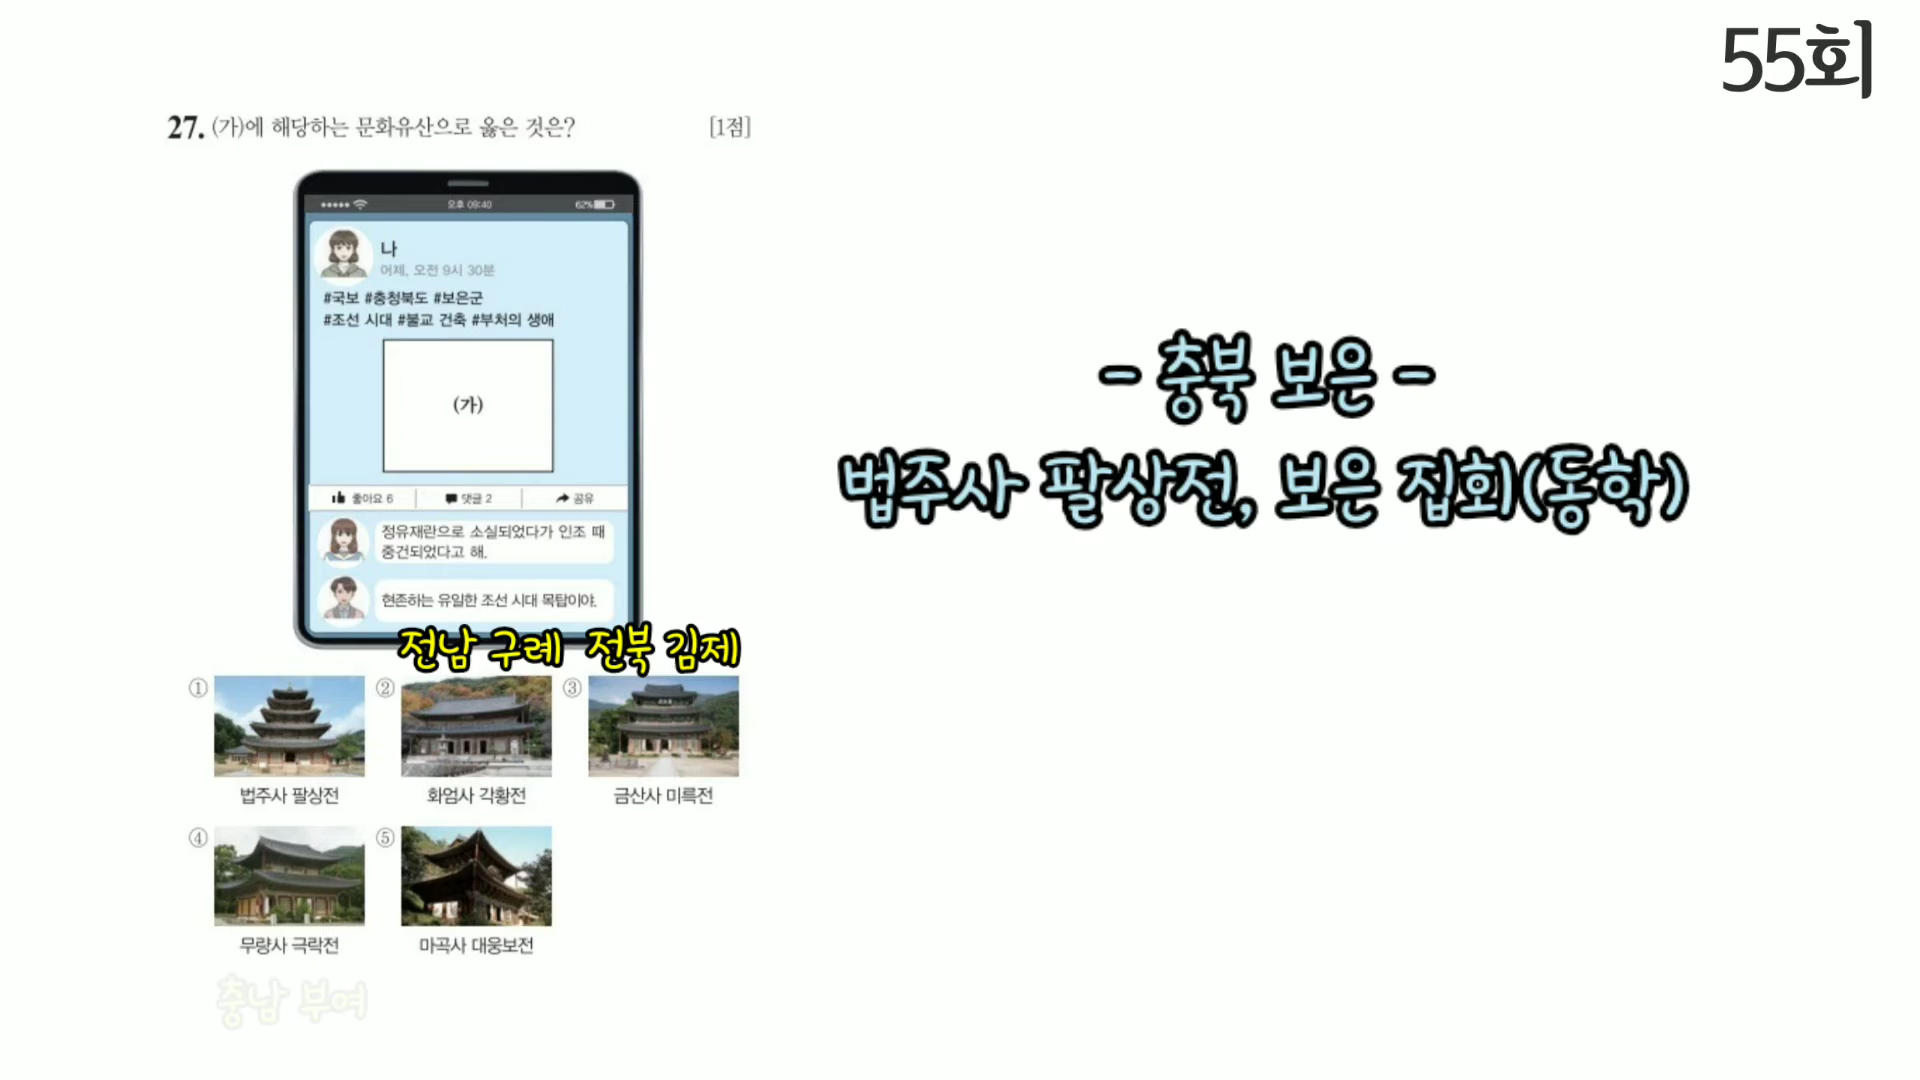 55회
27. (가)에 해당하는 문화유산으로 옳은 것은? [1점]
오후 09:40 62%
나
어제, 오전 9시 30분
#국보 #충청북도 #보은군
#조선 시대 #불교 건축 #부처의 생애
(가)
좋아요 6 댓글 2 공유
정유재란으로 소실되었다가 인조 때
중건되었다고 해.
현존하는 유일한 조선 시대 목탑이야.
전남 구례 전북 김제
① ② ③
법주사 팔상전 화엄사 각황전 금산사 미륵전
④ ⑤
무량사 극락전 마곡사 대웅보전
충남 부여
- 충북 보은 -
법주사 팔상전, 보은 집회(동학)